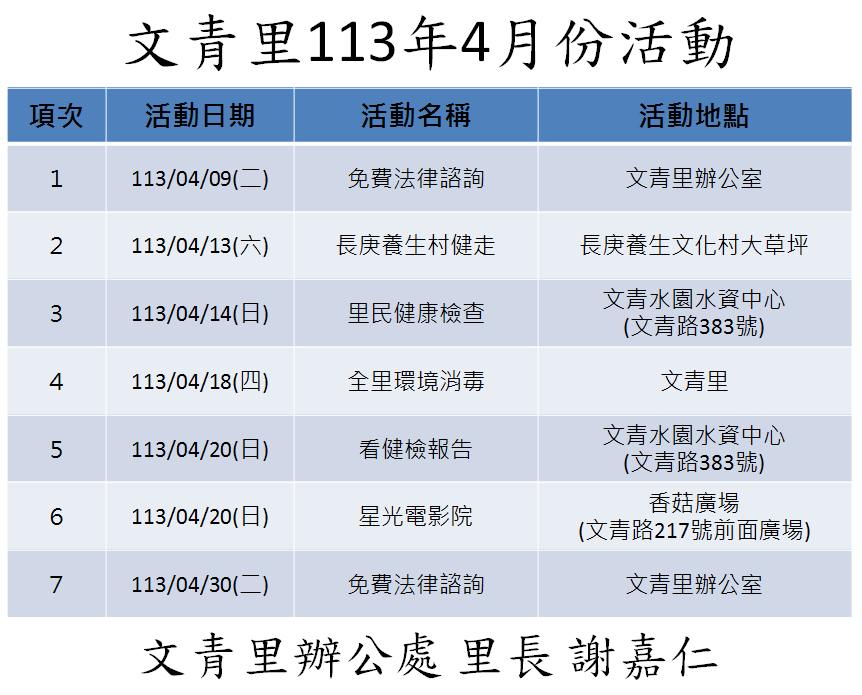 文青里113年4月份活動
項次 活動日期 活動名稱 活動地點
1 113/04/09(二) 免費法律諮詢 文青里辦公室
2 113/04/13(六) 長庚養生村健走 長庚養生文化村大草坪
3 113/04/14(日) 里民健康檢查 文青水園水資中心
(文青路383號)
4 113/04/18(四) 全里環境消毒 文青里
5 113/04/20(日) 看健檢報告 文青水園水資中心
(文青路383號)
6 113/04/20(日) 星光電影院 香菇廣場
(文青路217號前面廣場)
7 113/04/30(二) 免費法律諮詢 文青里辦公室
文青里辦公處 里長 謝嘉仁